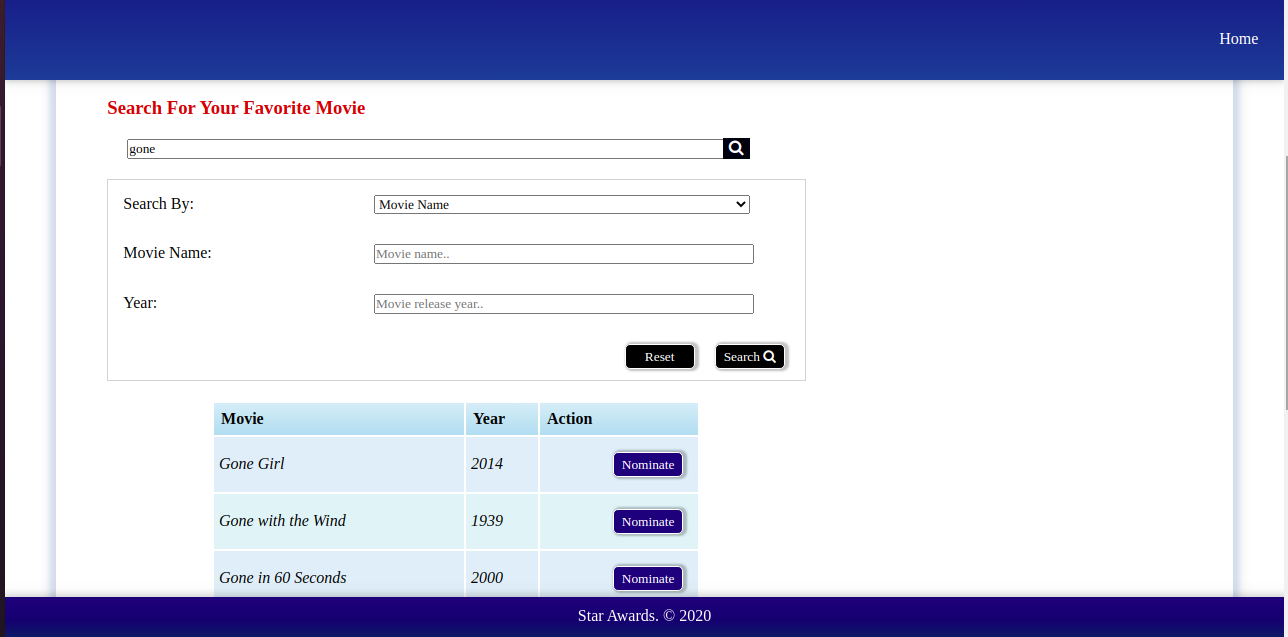 Home
Search For Your Favorite Movie
gone
Search By: Movie Name
Movie Name: Movie name..
Year: Movie release year..
Reset Search
Movie Year Action
Gone Girl 2014 Nominate
Gone with the Wind 1939 Nominate
Gone in 60 Seconds 2000 Nominate
Star Awards. © 2020